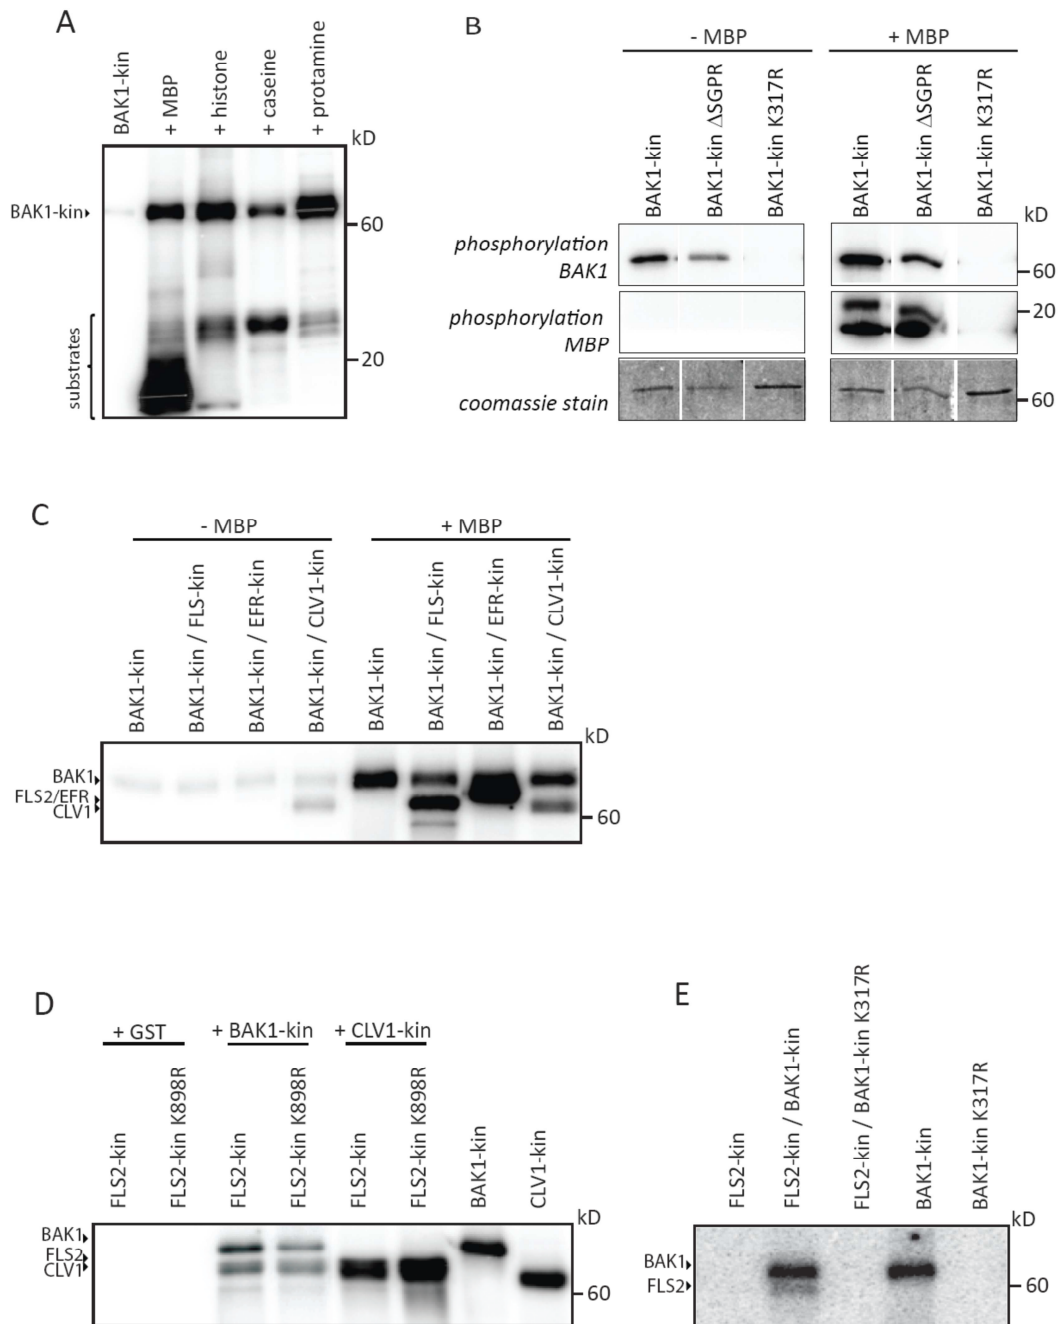 A
BAK1-kin
+ MBP
+ histone
+ caseine
+ protamine
kD
BAK1-kin
60
substrates
20
B
- MBP
+ MBP
BAK1-kin
BAK1-kin ΔSGPR
BAK1-kin K317R
BAK1-kin
BAK1-kin ΔSGPR
BAK1-kin K317R
kD
phosphorylation
BAK1
60
phosphorylation
MBP
20
coomassie stain
60
C
- MBP
+ MBP
BAK1-kin
BAK1-kin / FLS-kin
BAK1-kin / EFR-kin
BAK1-kin / CLV1-kin
BAK1-kin
BAK1-kin / FLS-kin
BAK1-kin / EFR-kin
BAK1-kin / CLV1-kin
kD
BAK1
FLS2/EFR
CLV1
60
D
+ GST
+ BAK1-kin
+ CLV1-kin
FLS2-kin
FLS2-kin K898R
FLS2-kin
FLS2-kin K898R
FLS2-kin
FLS2-kin K898R
BAK1-kin
CLV1-kin
kD
BAK1
FLS2
CLV1
60
E
FLS2-kin
FLS2-kin / BAK1-kin
FLS2-kin / BAK1-kin K317R
BAK1-kin
BAK1-kin K317R
kD
BAK1
FLS2
60